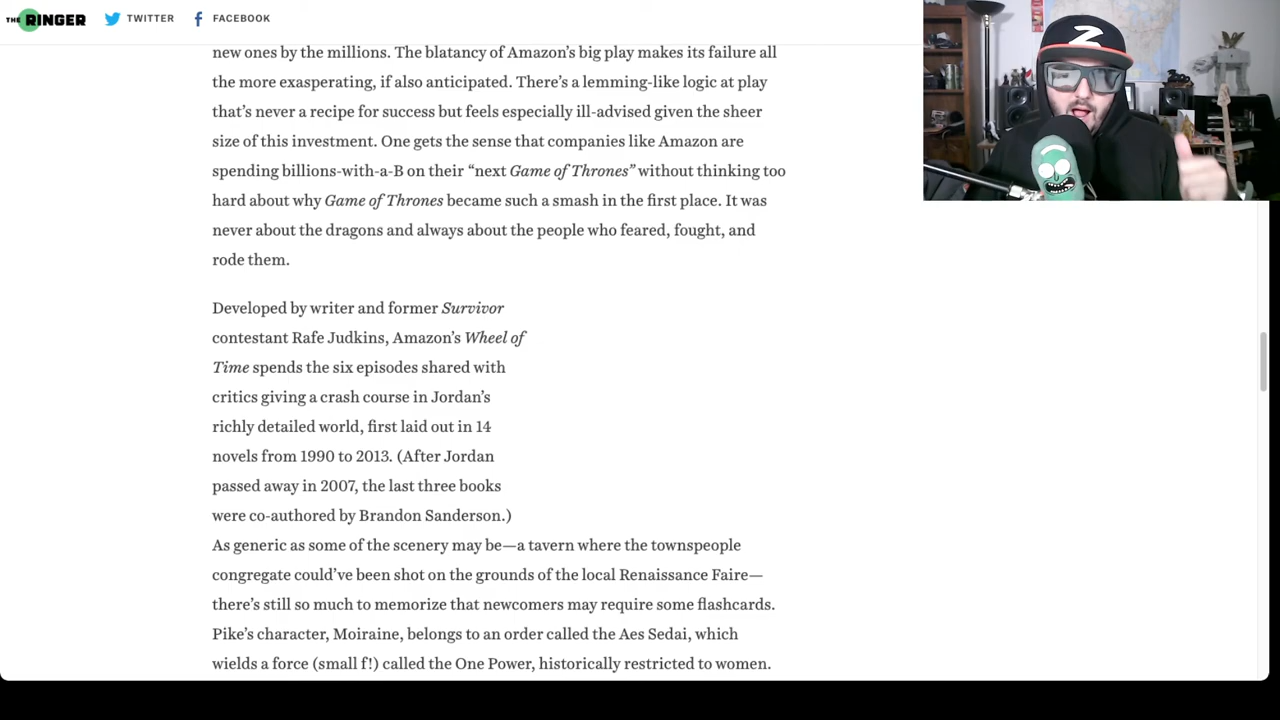 THE RINGER TWITTER FACEBOOK
new ones by the millions. The blatancy of Amazon’s big play makes its failure all
the more exasperating, if also anticipated. There’s a lemming-like logic at play
that’s never a recipe for success but feels especially ill-advised given the sheer
size of this investment. One gets the sense that companies like Amazon are
spending billions-with-a-B on their “next Game of Thrones” without thinking too
hard about why Game of Thrones became such a smash in the first place. It was
never about the dragons and always about the people who feared, fought, and
rode them.
Developed by writer and former Survivor
contestant Rafe Judkins, Amazon’s Wheel of
Time spends the six episodes shared with
critics giving a crash course in Jordan’s
richly detailed world, first laid out in 14
novels from 1990 to 2013. (After Jordan
passed away in 2007, the last three books
were co-authored by Brandon Sanderson.)
As generic as some of the scenery may be—a tavern where the townspeople
congregate could’ve been shot on the grounds of the local Renaissance Faire—
there’s still so much to memorize that newcomers may require some flashcards.
Pike’s character, Moiraine, belongs to an order called the Aes Sedai, which
wields a force (small f!) called the One Power, historically restricted to women.
Z